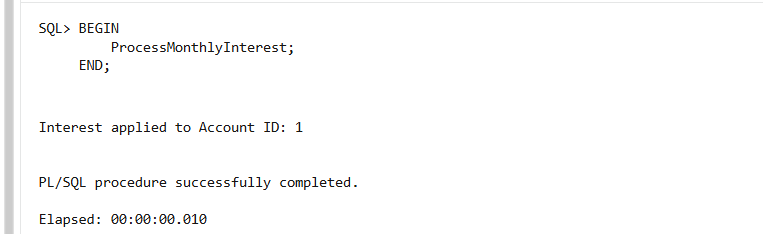 SQL> BEGIN
ProcessMonthlyInterest;
END;
Interest applied to Account ID: 1
PL/SQL procedure successfully completed.
Elapsed: 00:00:00.010